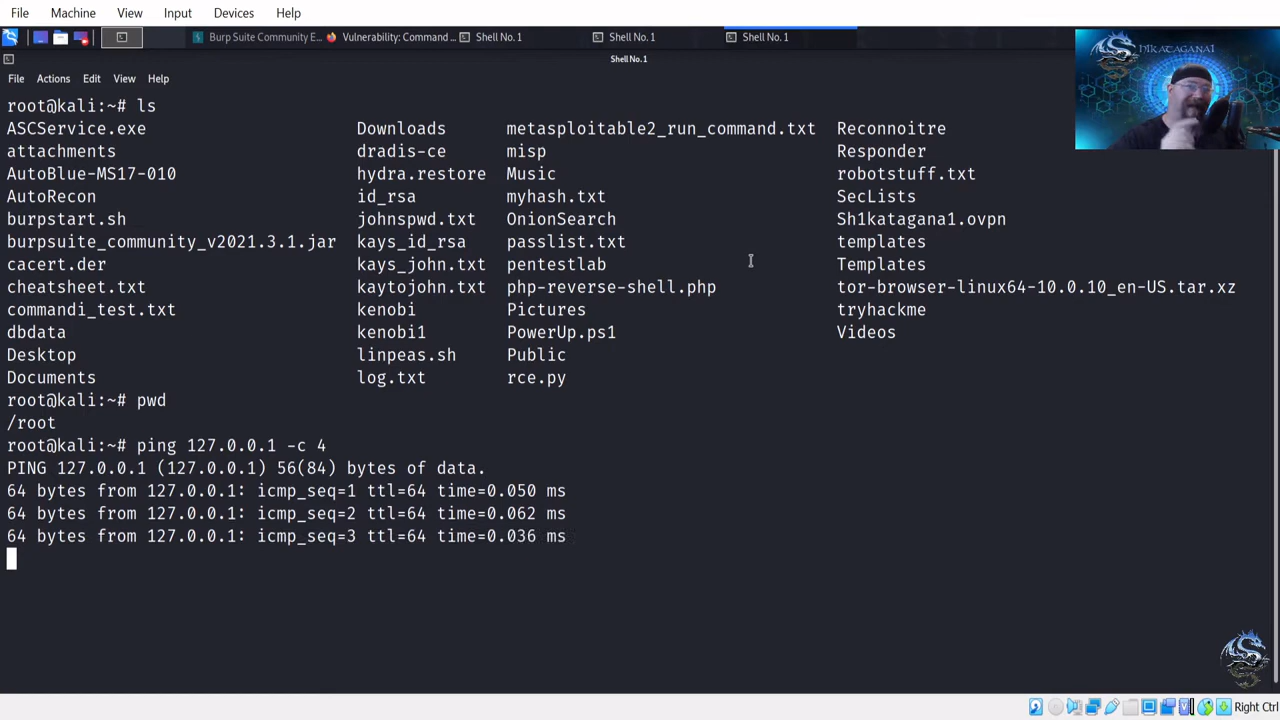 File Machine View Input Devices Help
Burp Suite Community E... Vulnerability: Command ... Shell No. 1 Shell No. 1 Shell No. 1
Shell No. 1
File Actions Edit View Help
SHIKATAGANAI
root@kali:~# ls
ASCService.exe Downloads metasploitable2_run_command.txt Reconnoitre
attachments dradis-ce misp Responder
AutoBlue-MS17-010 hydra.restore Music robotstuff.txt
AutoRecon id_rsa myhash.txt SecLists
burpstart.sh johnspwd.txt OnionSearch Sh1katagana1.ovpn
burpsuite_community_v2021.3.1.jar kays_id_rsa passlist.txt templates
cacert.der kays_john.txt pentestlab Templates
cheatsheet.txt kaytojohn.txt php-reverse-shell.php tor-browser-linux64-10.0.10_en-US.tar.xz
commandi_test.txt kenobi Pictures tryhackme
dbdata kenobi1 PowerUp.ps1 Videos
Desktop linpeas.sh Public
Documents log.txt rce.py
root@kali:~# pwd
/root
root@kali:~# ping 127.0.0.1 -c 4
PING 127.0.0.1 (127.0.0.1) 56(84) bytes of data.
64 bytes from 127.0.0.1: icmp_seq=1 ttl=64 time=0.050 ms
64 bytes from 127.0.0.1: icmp_seq=2 ttl=64 time=0.062 ms
64 bytes from 127.0.0.1: icmp_seq=3 ttl=64 time=0.036 ms
Right Ctrl